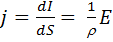 j = dI/dS = 1/ρ E